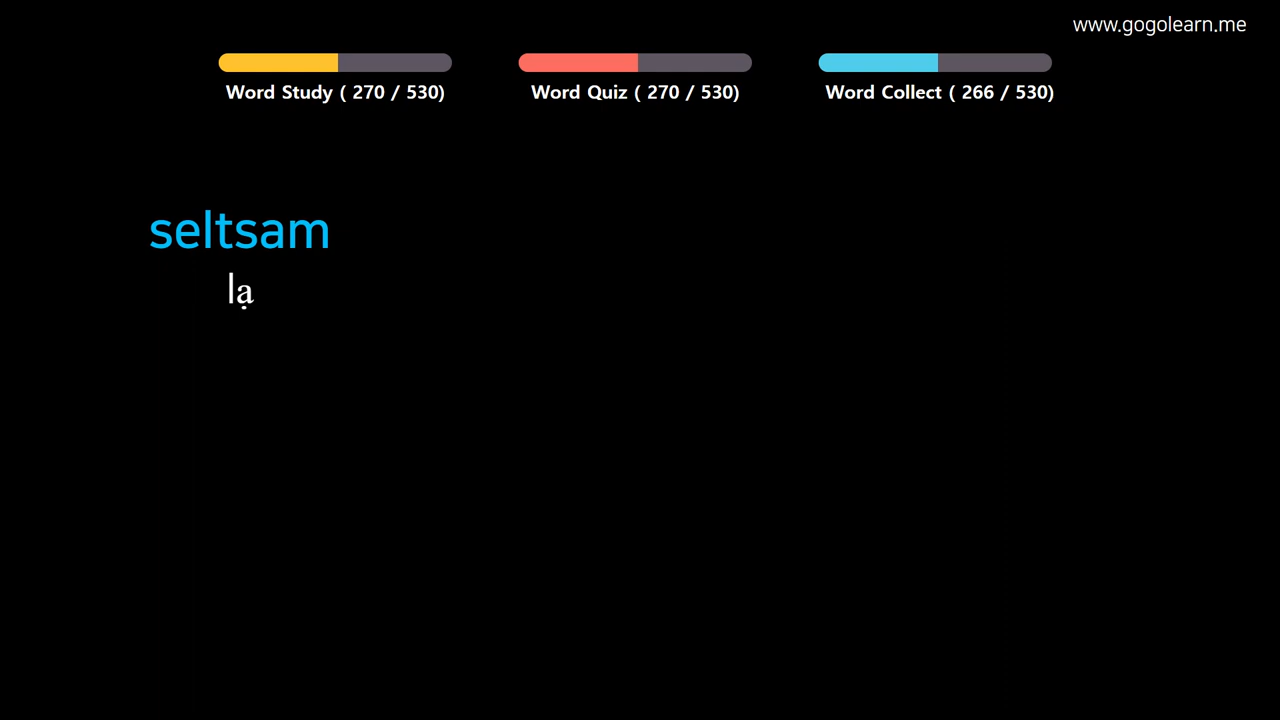 www.gogolearn.me
Word Study ( 270 / 530)
Word Quiz ( 270 / 530)
Word Collect ( 266 / 530)
seltsam
lạ